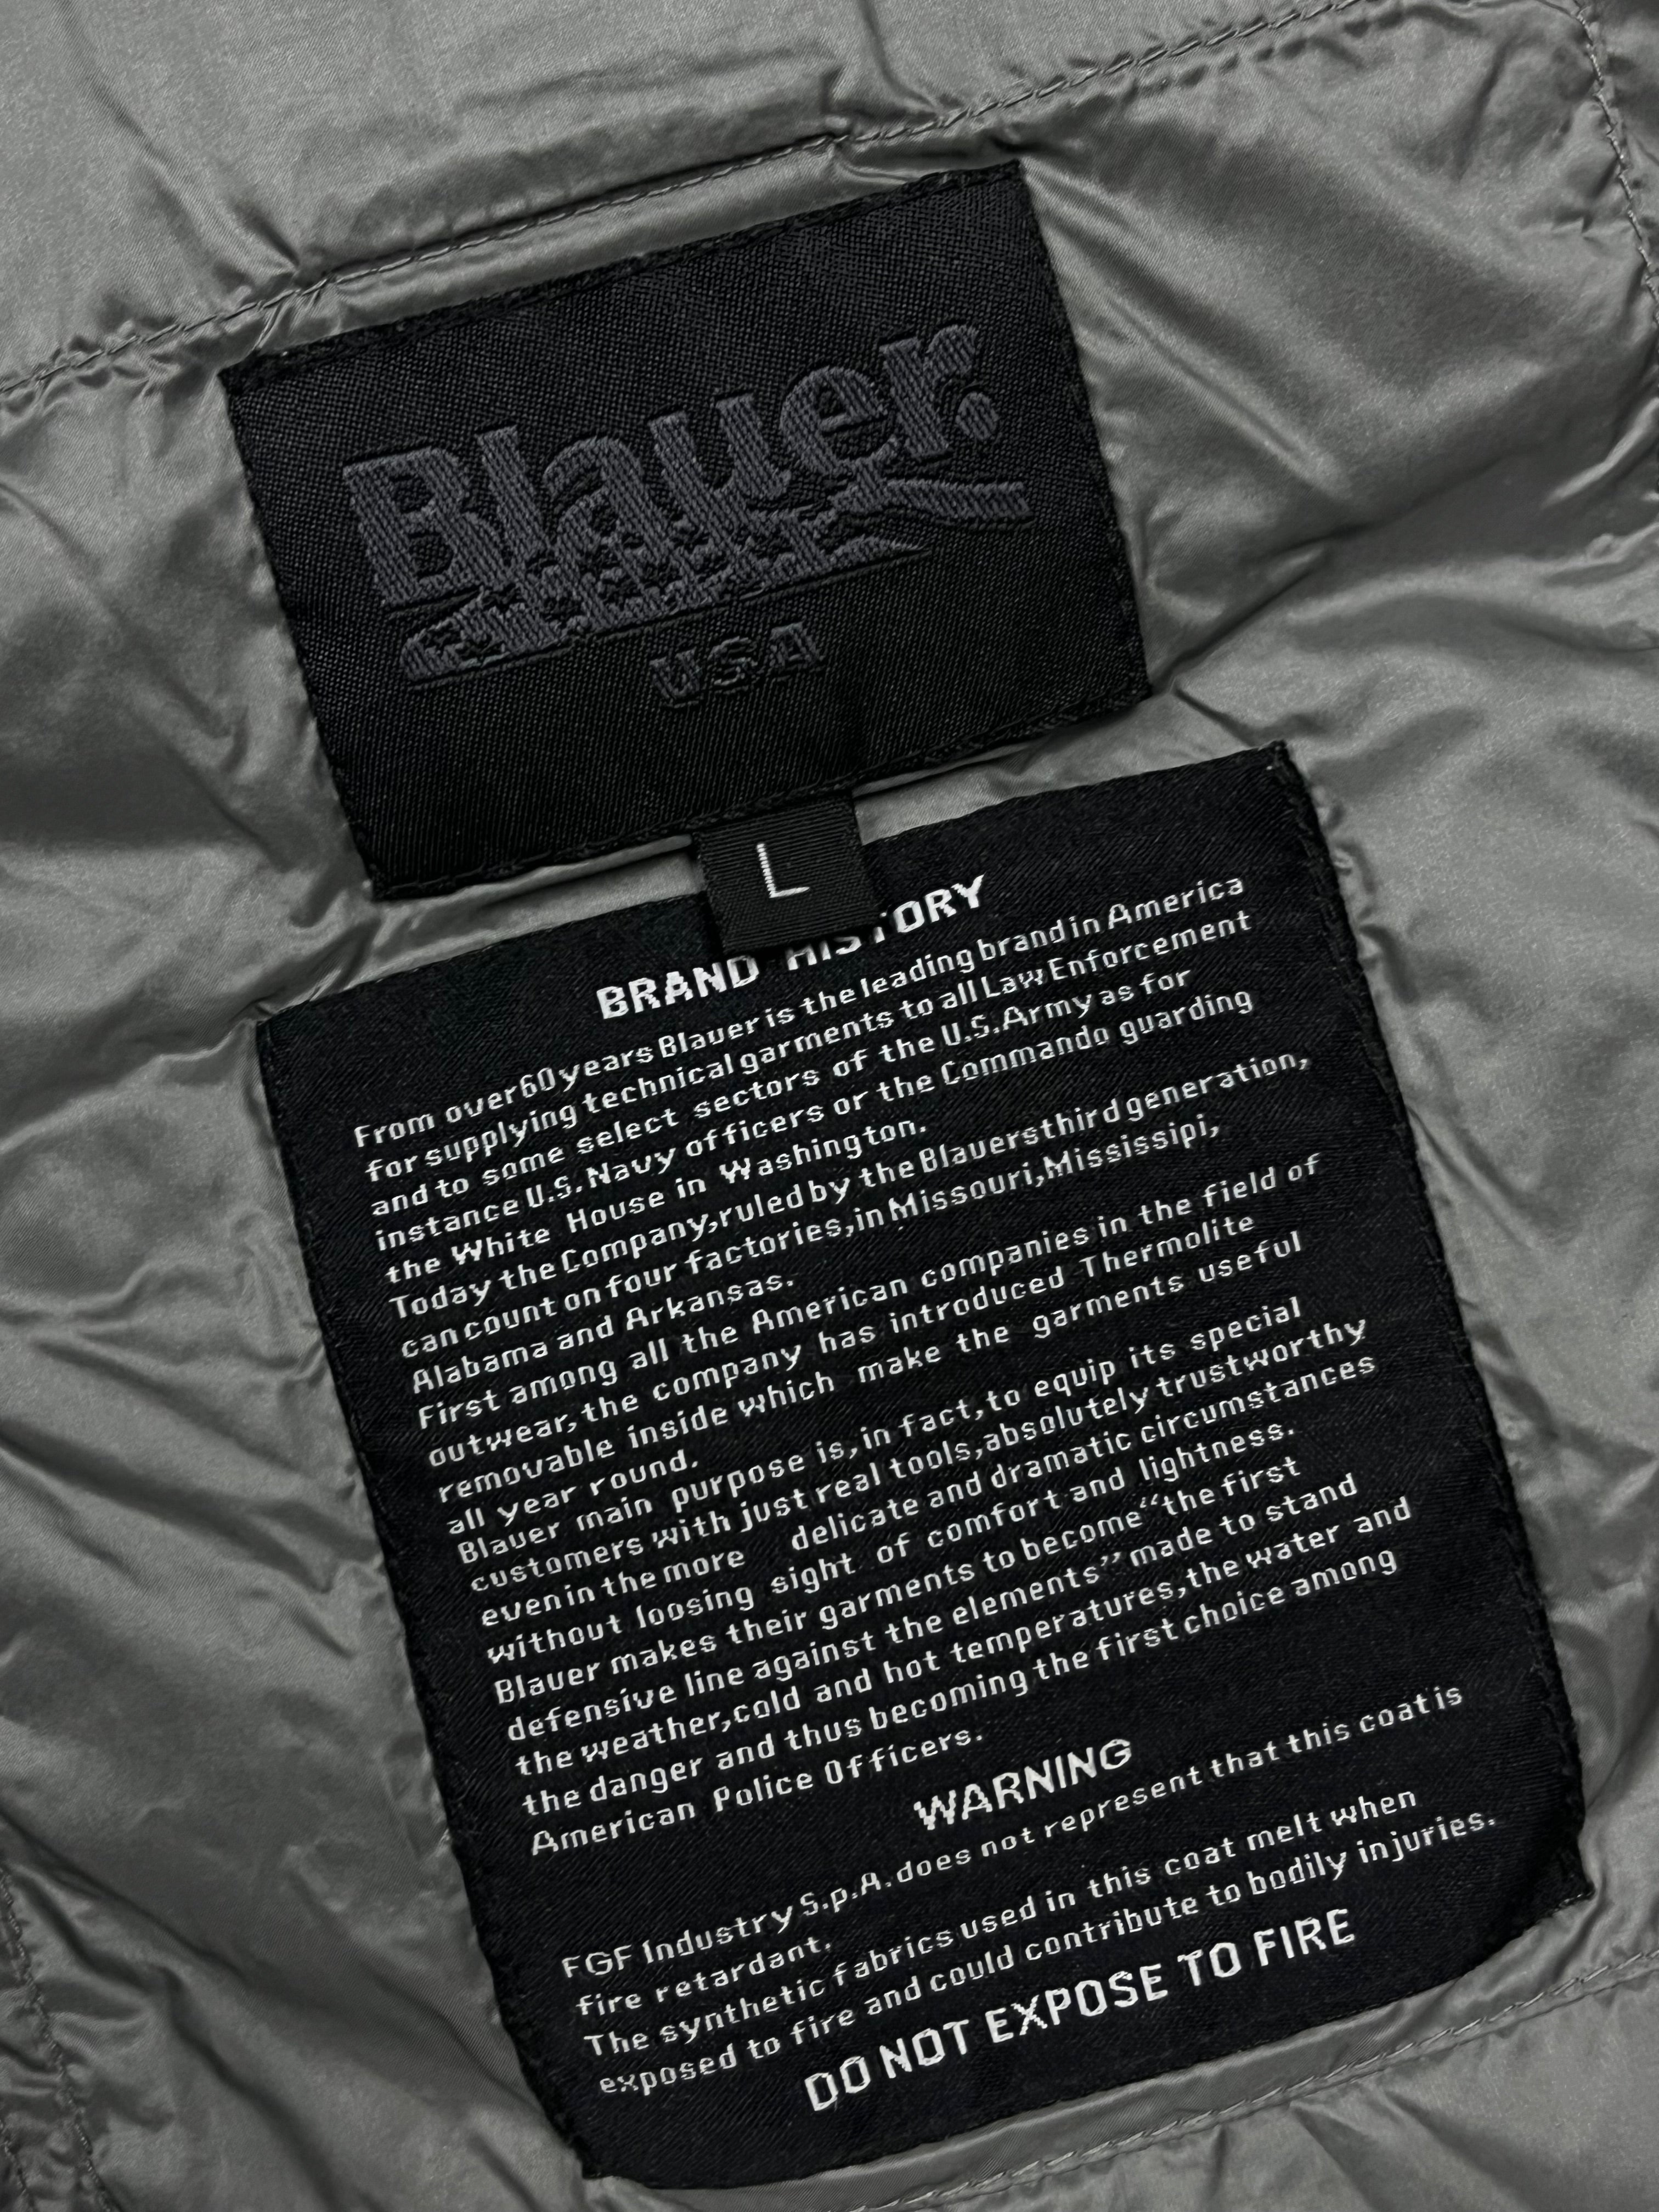 Blauer.
USA
L
BRAND HISTORY
From over 60 years Blauer is the leading brand in America
for supplying technical garments to all Law Enforcement
and to some select sectors of the U.S. Army as for
instance U.S. Navy officers or the Commando guarding
the White House in Washington.
Today the Company, ruled by the Blauers third generation,
can count on four factories, in Missouri, Mississipi,
Alabama and Arkansas.
First among all the American companies in the field of
outwear, the company has introduced Thermolite
removable inside which make the garments useful
all year round.
Blauer main purpose is, in fact, to equip its special
customers with just real tools, absolutely trustworthy
even in the more delicate and dramatic circumstances
without loosing sight of comfort and lightness.
Blauer makes their garments to become "the first
defensive line against the elements" made to stand
the weather, cold and hot temperatures, the water and
the danger and thus becoming the first choice among
American Police Officers.
WARNING
FGF Industry S.p.A. does not represent that this coat is
fire retardant.
The synthetic fabrics used in this coat melt when
exposed to fire and could contribute to bodily injuries.
DO NOT EXPOSE TO FIRE